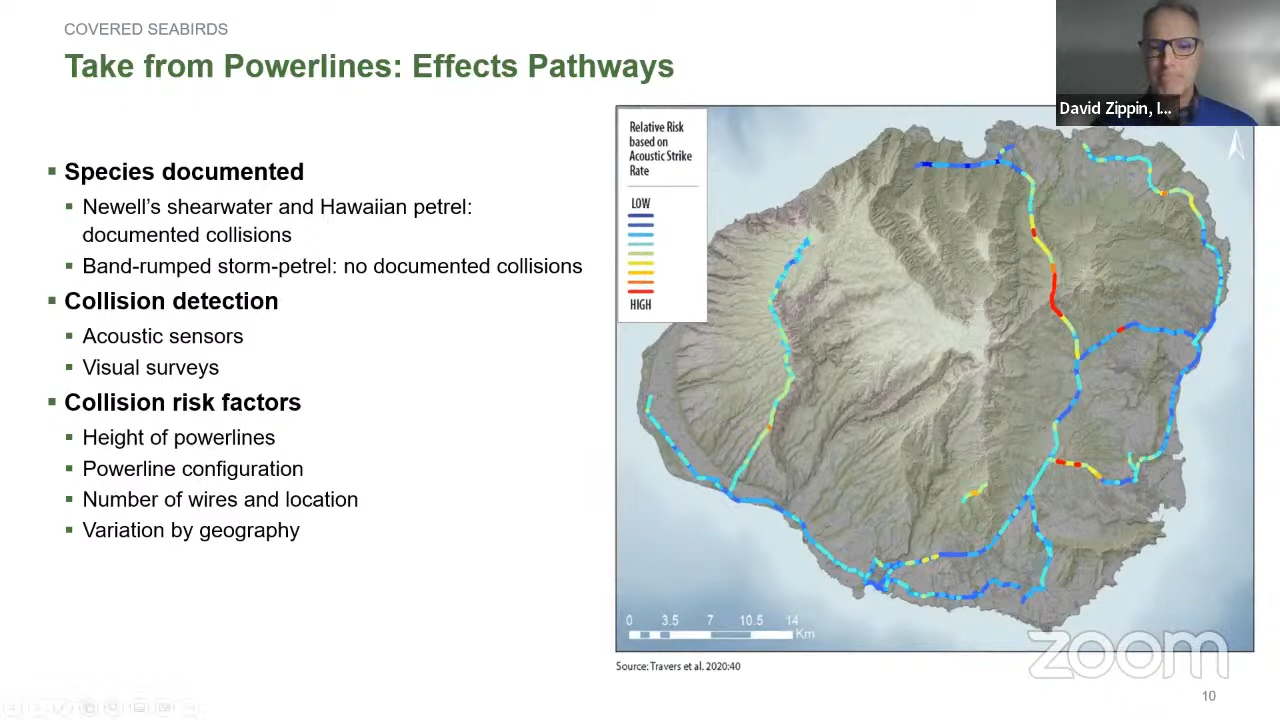 COVERED SEABIRDS
Take from Powerlines: Effects Pathways
David Zippin, I...
Species documented
Newell’s shearwater and Hawaiian petrel:
documented collisions
Band-rumped storm-petrel: no documented collisions
Collision detection
Acoustic sensors
Visual surveys
Collision risk factors
Height of powerlines
Powerline configuration
Number of wires and location
Variation by geography
Relative Risk
based on
Acoustic Strike
Rate
LOW
HIGH
0 3.5 7 10.5 14
Km
zoom
Source: Travers et al. 2020:40
10